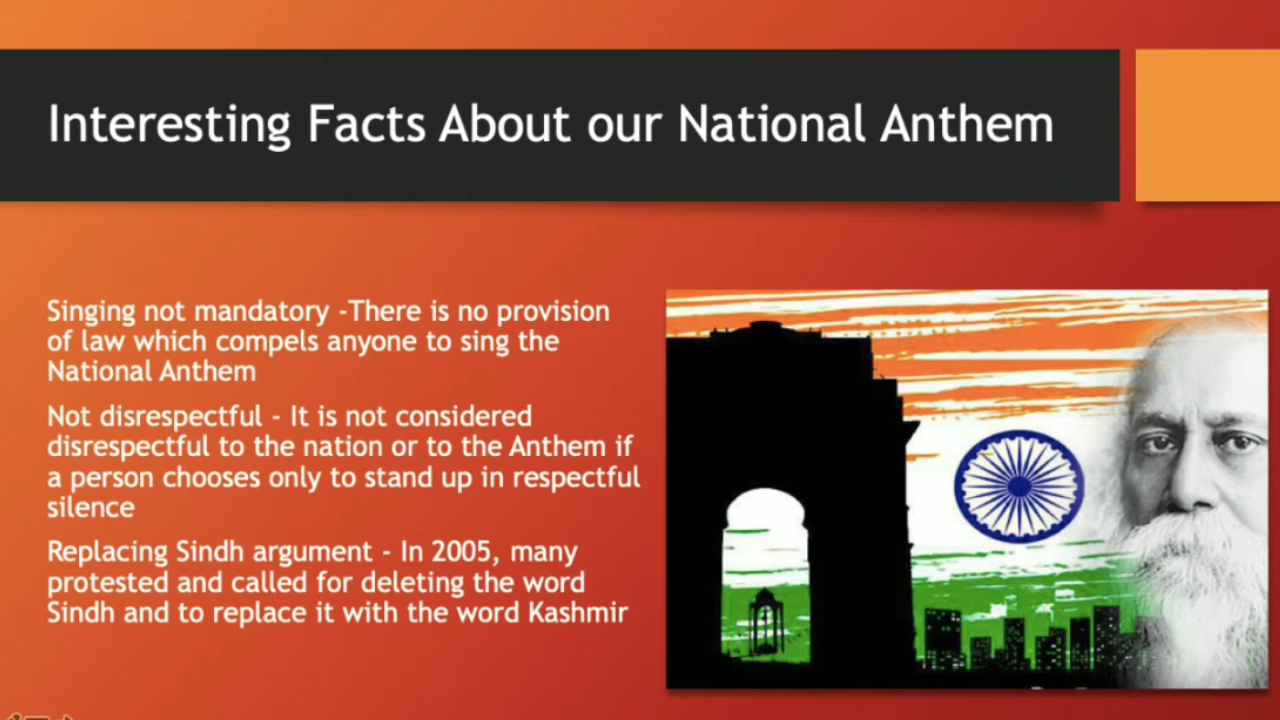 Interesting Facts About our National Anthem
Singing not mandatory -There is no provision
of law which compels anyone to sing the
National Anthem
Not disrespectful - It is not considered
disrespectful to the nation or to the Anthem if
a person chooses only to stand up in respectful
silence
Replacing Sindh argument - In 2005, many
protested and called for deleting the word
Sindh and to replace it with the word Kashmir